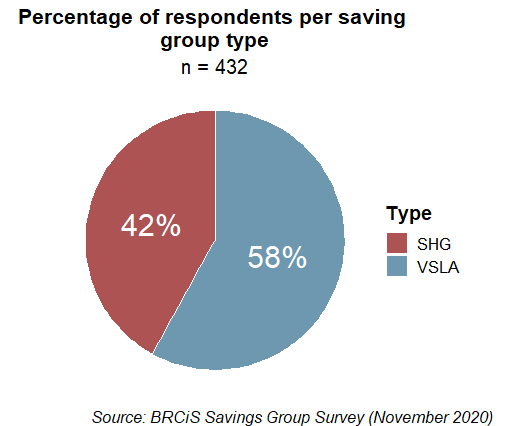 Percentage of respondents per saving
group type
n = 432
42%
58%
Type
SHG
VSLA
Source: BRCiS Savings Group Survey (November 2020)